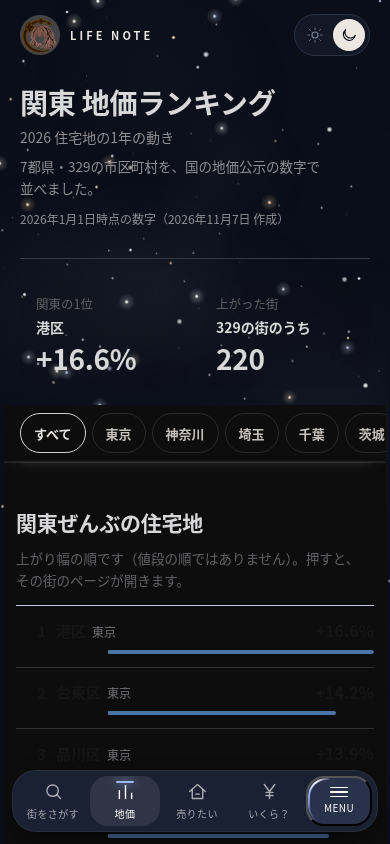 LIFE NOTE
関東 地価ランキング
2026 住宅地の1年の動き
7都県・329の市区町村を、国の地価公示の数字で
並べました。
2026年1月1日時点の数字（2026年11月7日 作成）
関東の1位
港区
+16.6%
上がった街
329の街のうち
220
すべて
東京
神奈川
埼玉
千葉
茨城
関東ぜんぶの住宅地
上がり幅の順です（値段の順ではありません）。押すと、
その街のページが開きます。
1 港区 東京 +16.6%
2 台東区 東京 +14.2%
3 品川区 東京 +13.9%
街をさがす
地価
売りたい
いくら？
MENU